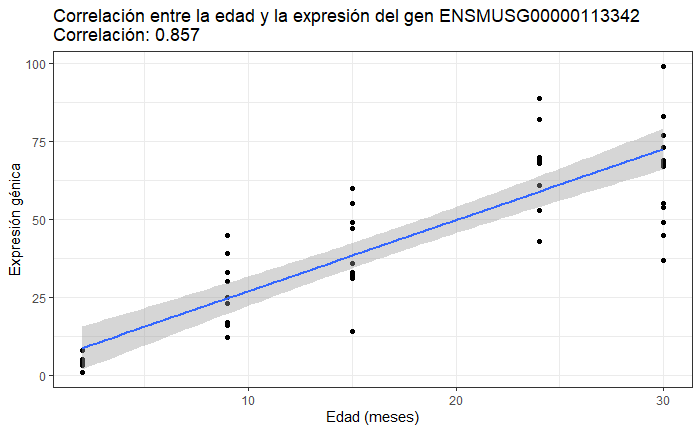 Correlación entre la edad y la expresión del gen ENSMUSG00000113342
Correlación: 0.857
100
75
50
25
0
Expresión génica
10
20
30
Edad (meses)